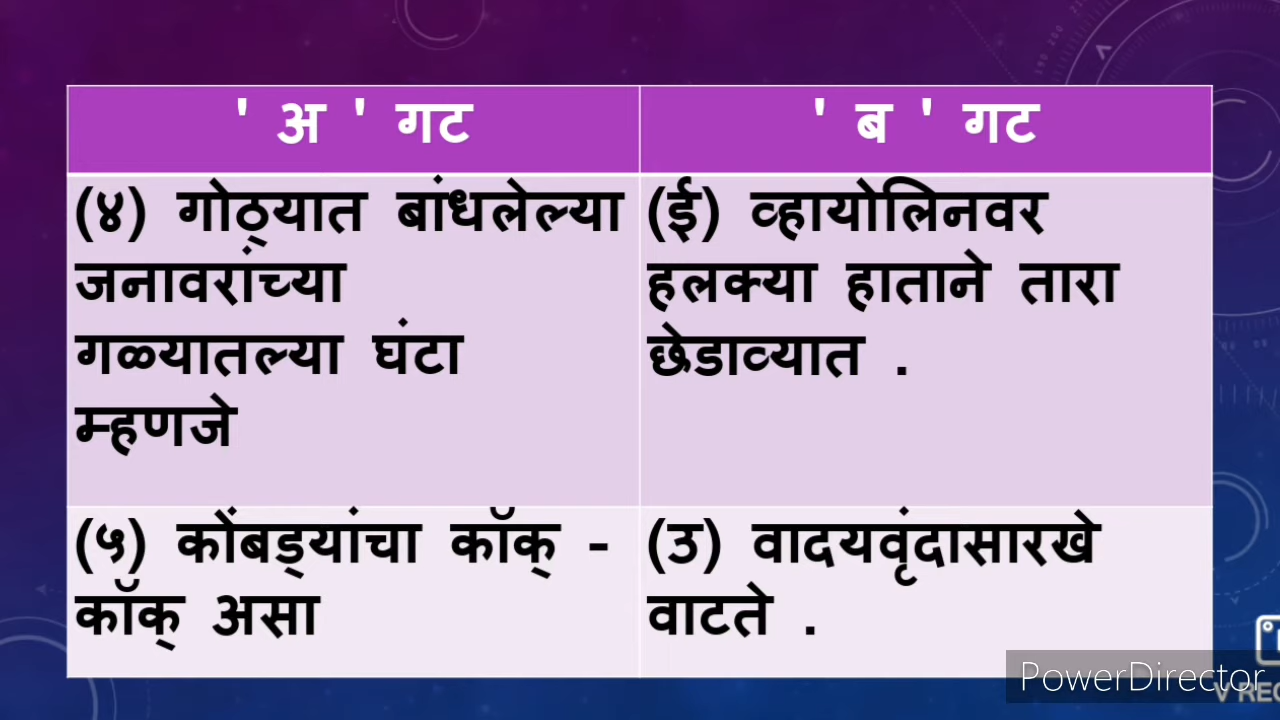 ' अ ' गट
' ब ' गट
(४) गोठ्यात बांधलेल्या
जनावरांच्या
गळ्यातल्या घंटा
म्हणजे
(ई) व्हायोलिनवर
हलक्या हाताने तारा
छेडाव्यात .
(५) कोंबड्यांचा कॉक् -
कॉक् असा
(उ) वादयवृंदासारखे
वाटते .
PowerDirector